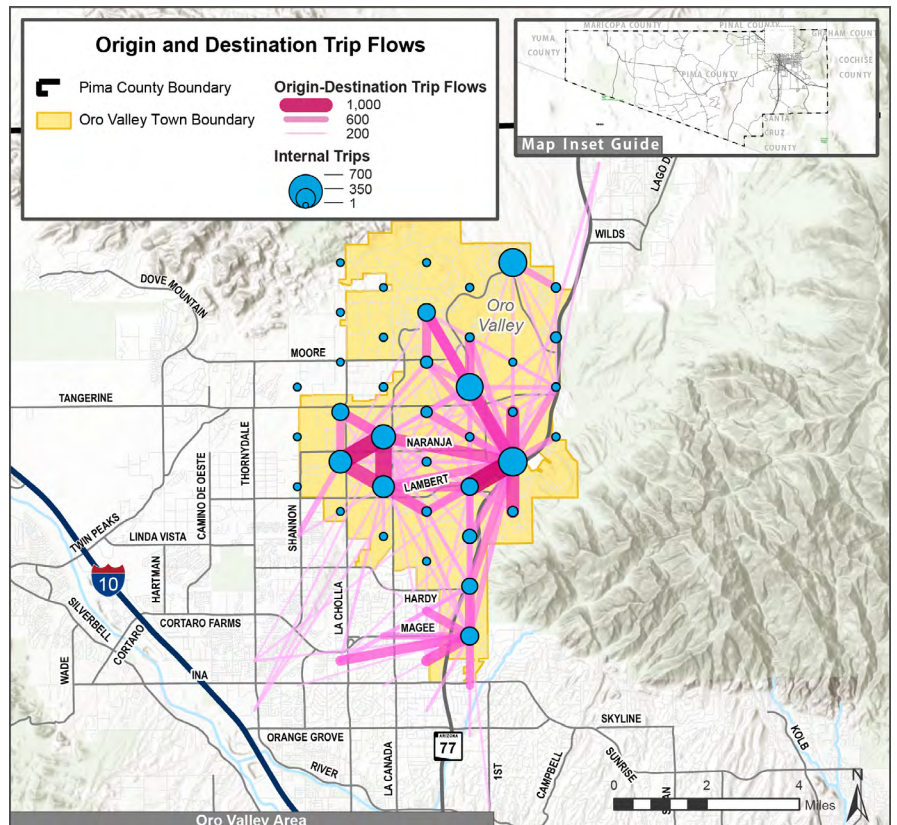 Origin and Destination Trip Flows
Pima County Boundary
Oro Valley Town Boundary
Origin-Destination Trip Flows
1,000
600
200
Internal Trips
700
350
1
MARICOPA COUNTY
PINAL COUNTY
GRAHAM COUNT
YUMA
COUNTY
COCHISE
COUNTY
PIMA COUNTY
SANTA
CRUZ
COUNTY
Map Inset Guide
WILDS
DOVE MOUNTAIN
Oro
Valley
MOORE
TANGERINE
THORNYDALE
NARANJA
LAMBERT
CAMINO DE OESTE
SHANNON
TWIN PEAKS
LINDA VISTA
HARTMAN
10
LA CHOLLA
HARDY
SILVERBELL
CORTARO
CORTARO FARMS
MAGEE
WADE
INA
SKYLINE
ORANGE GROVE
ARIZONA
77
KOLB
RIVER
LA CANADA
1ST
CAMPBELL
SUNRISE
N
0 2 4
Miles
Oro Valley Area